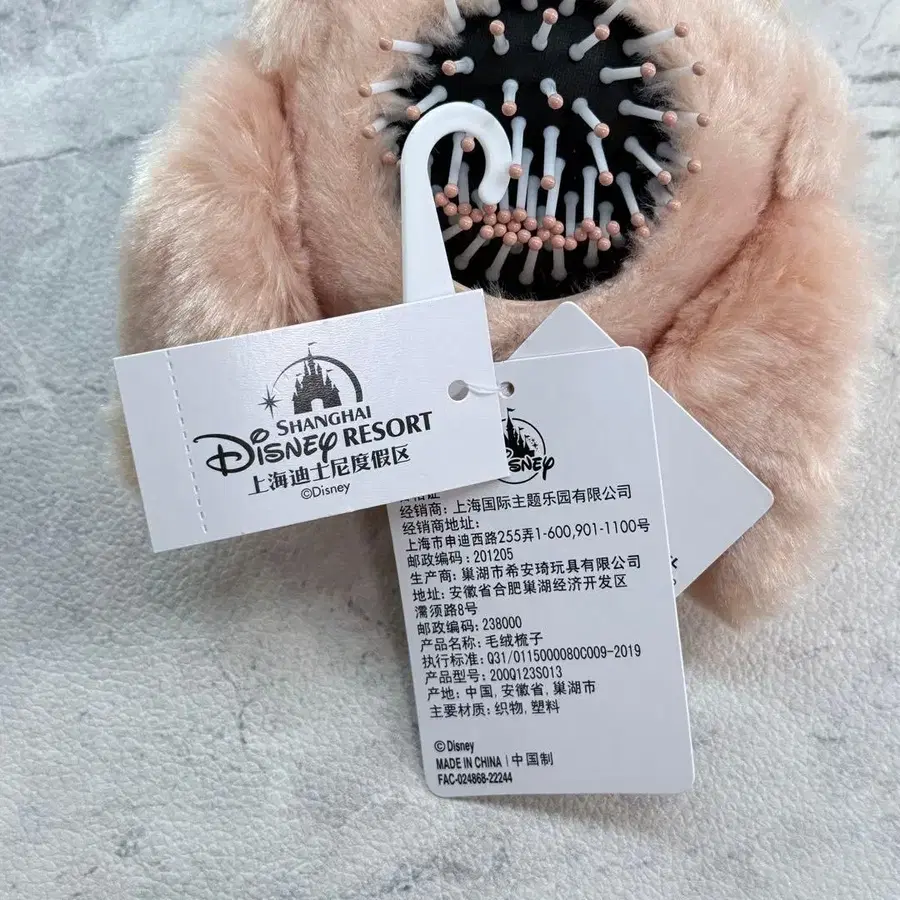 SHANGHAI
DISNEY RESORT
上海迪士尼度假区
©Disney
经销商: 上海国际主题乐园有限公司
经销商地址:
上海市申迪西路255弄1-600,901-1100号
邮政编码: 201205
生产商: 巢湖市希安琦玩具有限公司
地址: 安徽省合肥巢湖经济开发区
濡须路8号
邮政编码: 238000
产品名称: 毛绒梳子
执行标准: Q31/0115000080C009-2019
产品型号: 200Q123S013
产地: 中国, 安徽省, 巢湖市
主要材质: 织物, 塑料
©Disney
MADE IN CHINA | 中国制
FAC-024868-22244